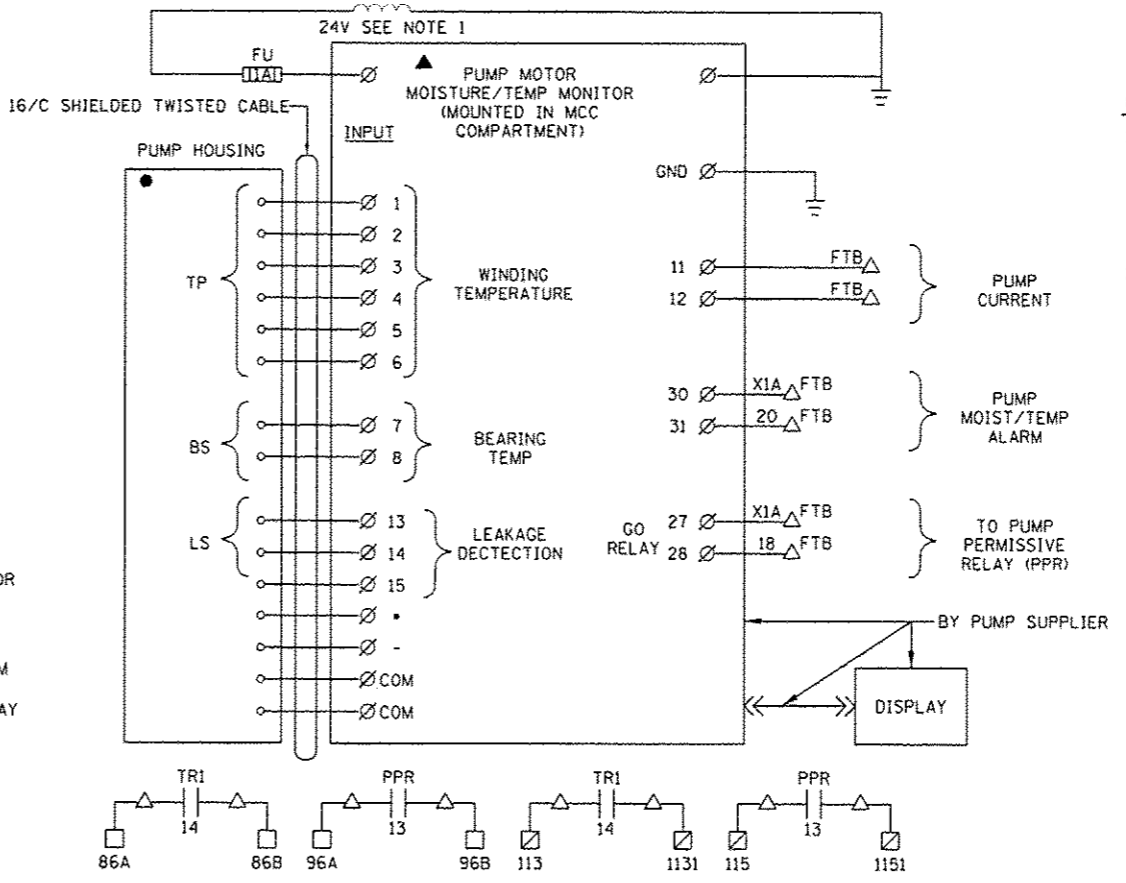 24V SEE NOTE 1
FU
(1A)
PUMP MOTOR
MOISTURE/TEMP MONITOR
(MOUNTED IN MCC
COMPARTMENT)
16/C SHIELDED TWISTED CABLE
INPUT
PUMP HOUSING
GND
1
2
3
4
5
6
TP
WINDING
TEMPERATURE
11
FTB
12
FTB
PUMP
CURRENT
30
X1A
FTB
31
20
FTB
PUMP
MOIST/TEMP
ALARM
7
8
BS
BEARING
TEMP
13
14
15
LS
LEAKAGE
DECTECTION
GO
RELAY
27
X1A
FTB
28
18
FTB
TO PUMP
PERMISSIVE
RELAY (PPR)
OR
-
COM
COM
M
AY
BY PUMP SUPPLIER
DISPLAY
TR1
14
86A
86B
PPR
13
96A
96B
TR1
14
113
1131
PPR
13
115
1151